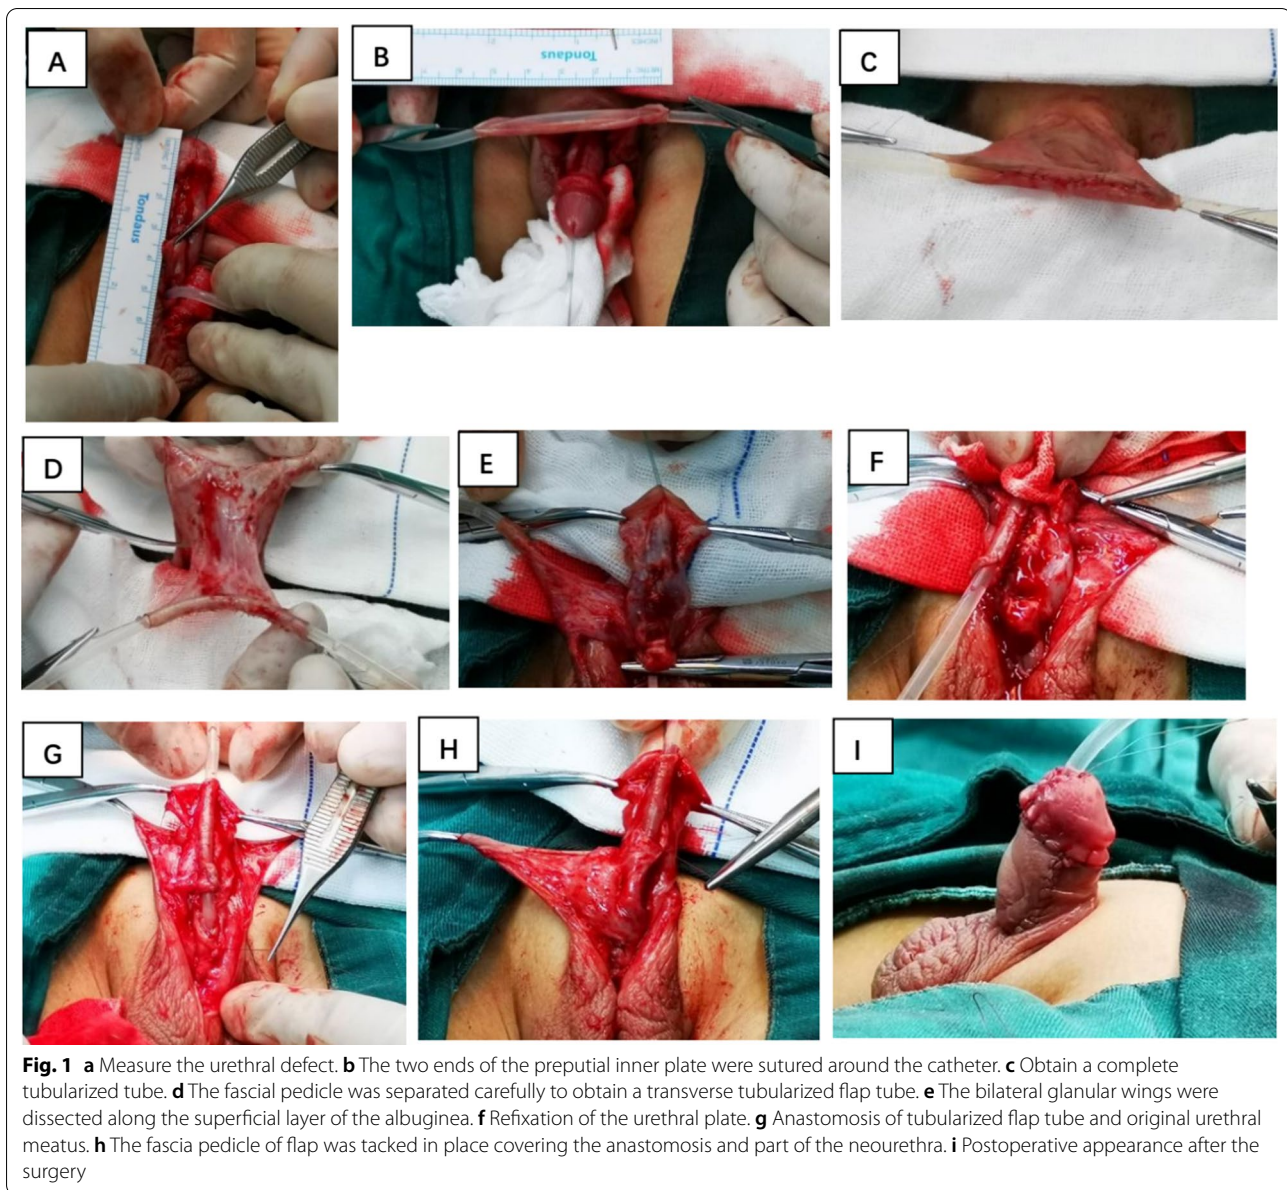 A
Tondaus
B
Tondaus
C
D
E
F
G
H
I
Fig. 1 a Measure the urethral defect. b The two ends of the preputial inner plate were sutured around the catheter. c Obtain a complete
tubularized tube. d The fascial pedicle was separated carefully to obtain a transverse tubularized flap tube. e The bilateral glanular wings were
dissected along the superficial layer of the albuginea. f Refixation of the urethral plate. g Anastomosis of tubularized flap tube and original urethral
meatus. h The fascia pedicle of flap was tacked in place covering the anastomosis and part of the neourethra. i Postoperative appearance after the
surgery